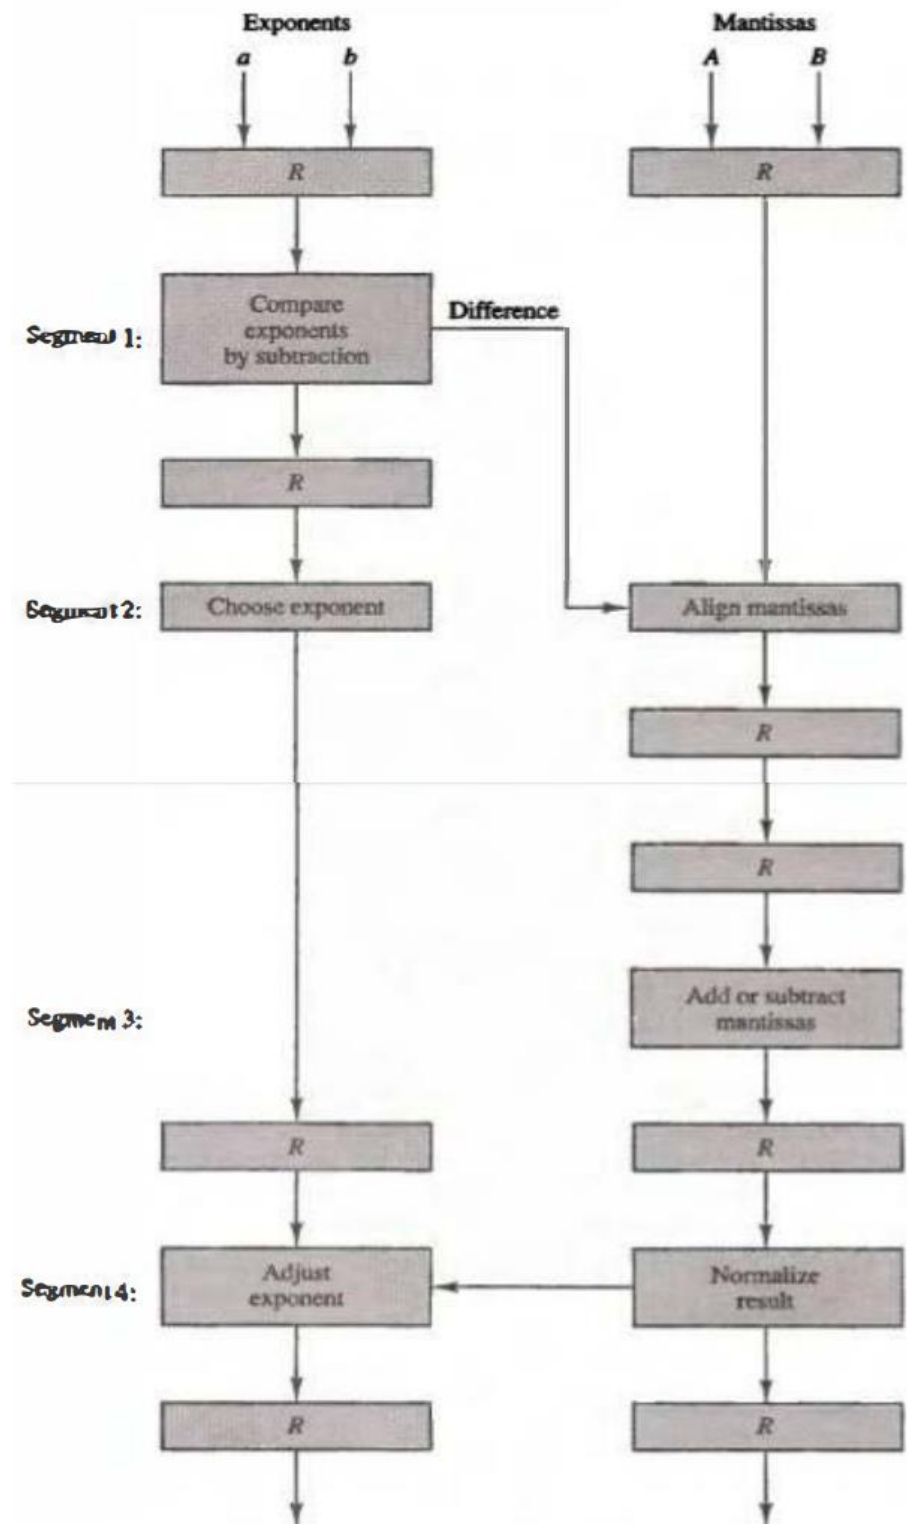 Exponents
Mantissas
a b
A B
R
R
Compare
exponents
by subtraction
Difference
Segment 1:
R
Segment 2:
Choose exponent
Align mantissas
R
R
Segment 3:
Add or subtract
mantissas
R
R
Segment 4:
Adjust
exponent
Normalize
result
R
R